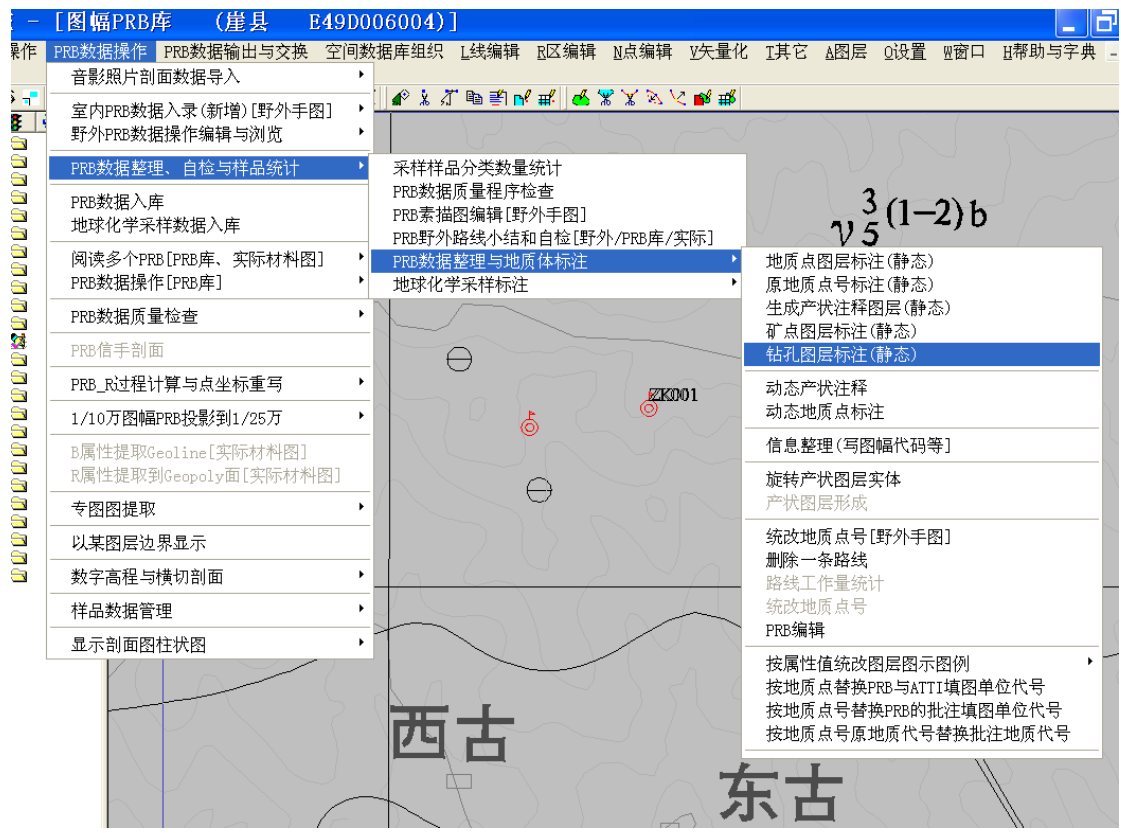 - [图幅PRB库 (崖县 E49D006004)]
操作 PRB数据操作 PRB数据输出与交换 空间数据库组织 L线编辑 R区编辑 N点编辑 V矢量化 T其它 A图层 O设置 W窗口 H帮助与字典
音影照片剖面数据导入
室内PRB数据入录(新增)[野外手图]
野外PRB数据操作编辑与浏览
PRB数据整理、自检与样品统计
PRB数据入库
地球化学采样数据入库
阅读多个PRB[PRB库、实际材料图]
PRB数据操作[PRB库]
PRB数据质量检查
PRB信手剖面
PRB_R过程计算与点坐标重写
1/10万图幅PRB投影到1/25万
B属性提取Geoline[实际材料图]
R属性提取到Geopoly面[实际材料图]
专图图提取
以某图层边界显示
数字高程与横切剖面
样品数据管理
显示剖面图柱状图
采样样品分类数量统计
PRB数据质量程序检查
PRB素描图编辑[野外手图]
PRB野外路线小结和自检[野外/PRB库/实际]
PRB数据整理与地质体标注
地球化学采样标注
地质点图层标注(静态)
原地质点号标注(静态)
生成产状注释图层(静态)
矿点图层标注(静态)
钻孔图层标注(静态)
动态产状注释
动态地质点标注
信息整理(写图幅代码等]
旋转产状图层实体
产状图层形成
统改地质点号[野外手图]
删除一条路线
路线工作量统计
统改地质点号
PRB编辑
按属性值统改图层图示图例
按地质点替换PRB与ATTI填图单位代号
按地质点号替换PRB的批注填图单位代号
按地质点号原地质代号替换批注地质代号
ν 3 5 (1-2) b
ZK001
西古
东古